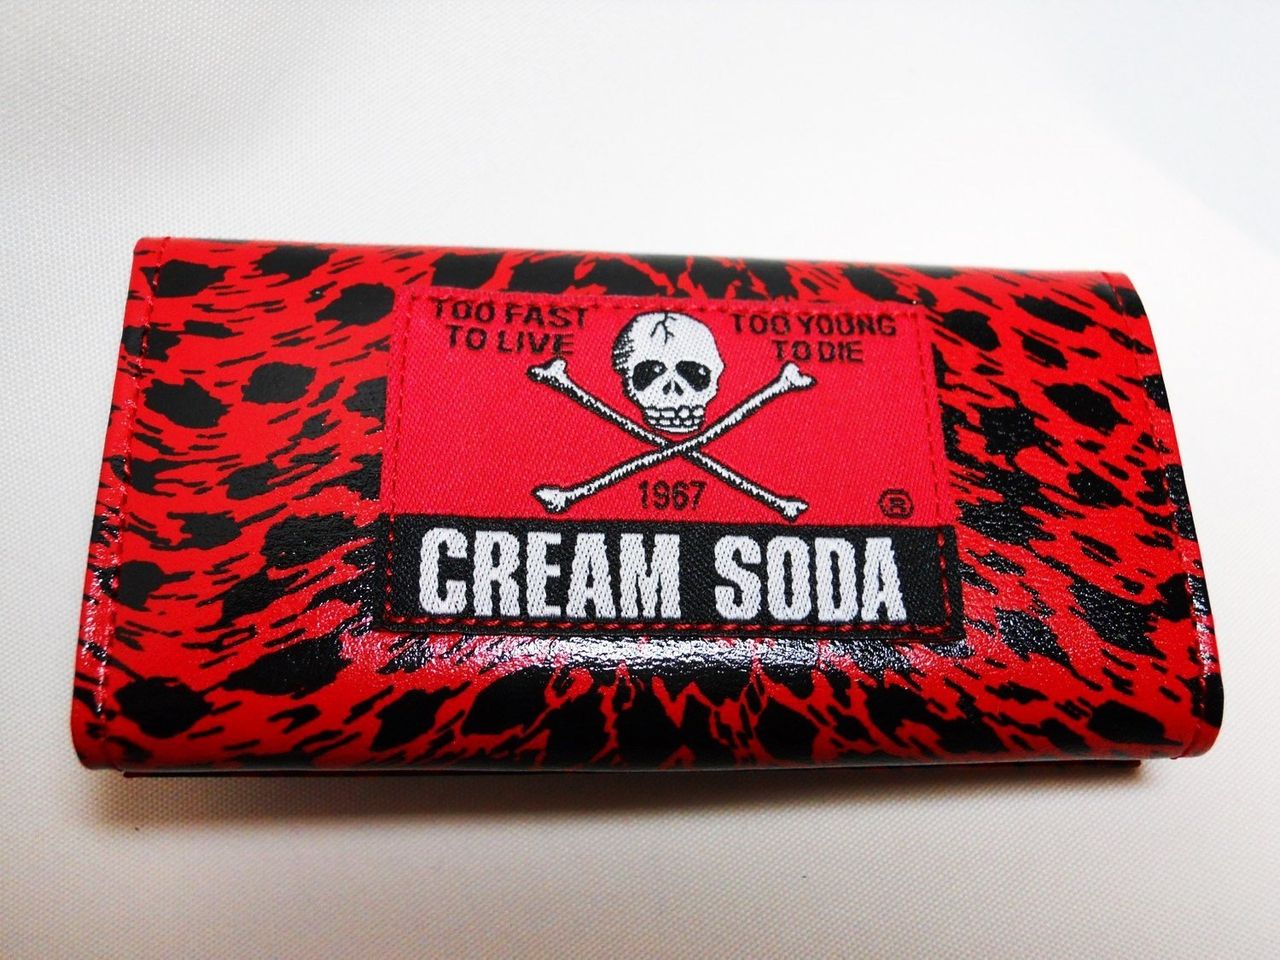 TOO FAST
TO LIVE
TOO YOUNG
TO DIE
1967
®
CREAM SODA